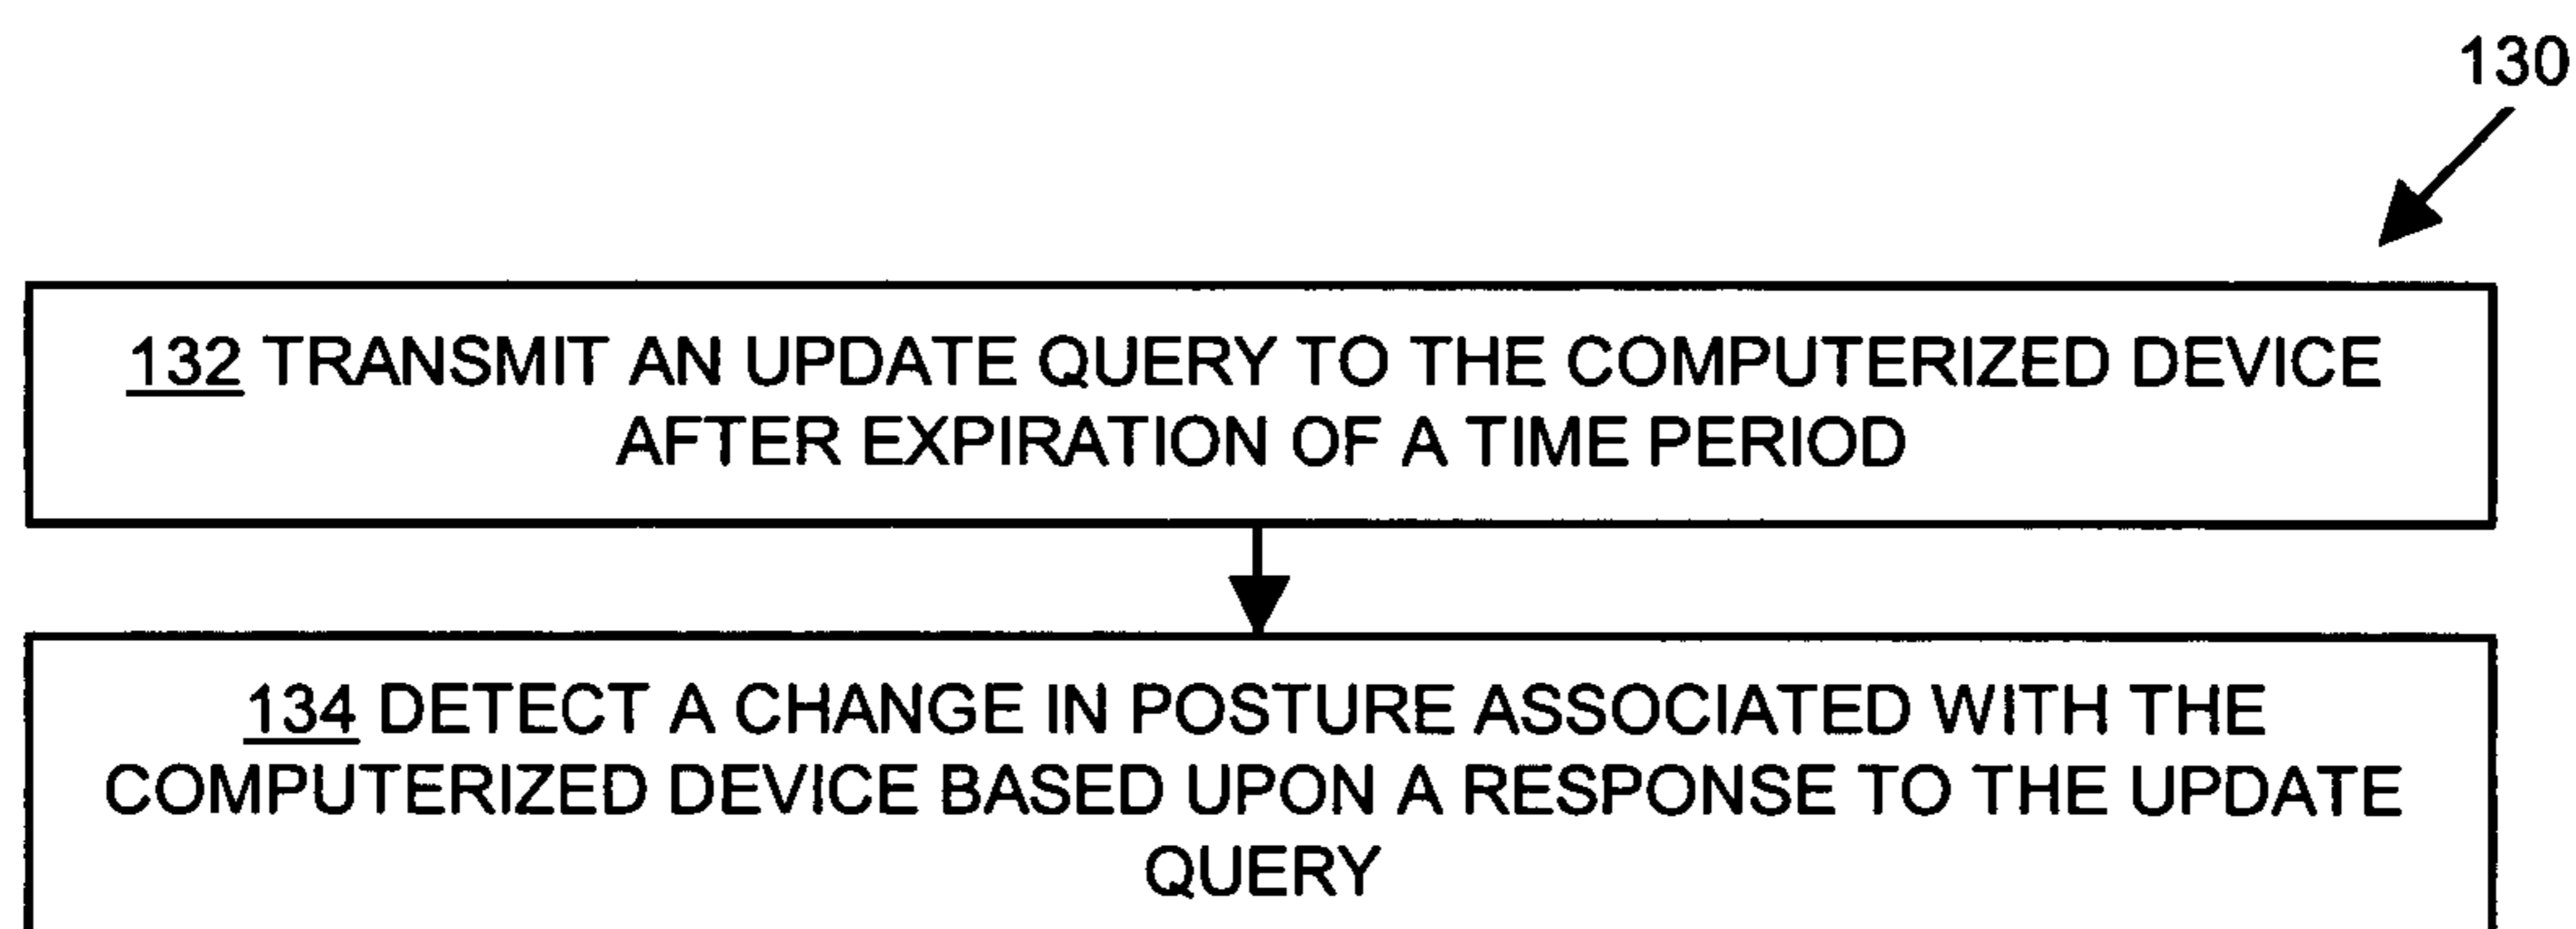 130
132 TRANSMIT AN UPDATE QUERY TO THE COMPUTERIZED DEVICE
AFTER EXPIRATION OF A TIME PERIOD
134 DETECT A CHANGE IN POSTURE ASSOCIATED WITH THE
COMPUTERIZED DEVICE BASED UPON A RESPONSE TO THE UPDATE
QUERY